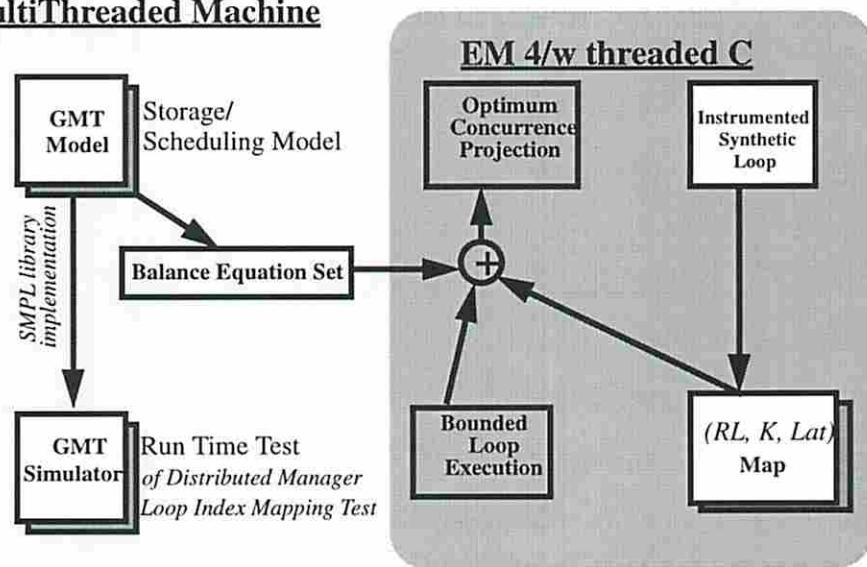 ultiThreaded Machine
EM 4/w threaded C
GMT
Model
Storage/
Scheduling Model
Optimum
Concurrence
Projection
Instrumented
Synthetic
Loop
SMPL library
implementation
Balance Equation Set
+
GMT
Simulator
Run Time Test
of Distributed Manager
Loop Index Mapping Test
Bounded
Loop
Execution
(RL, K, Lat)
Map